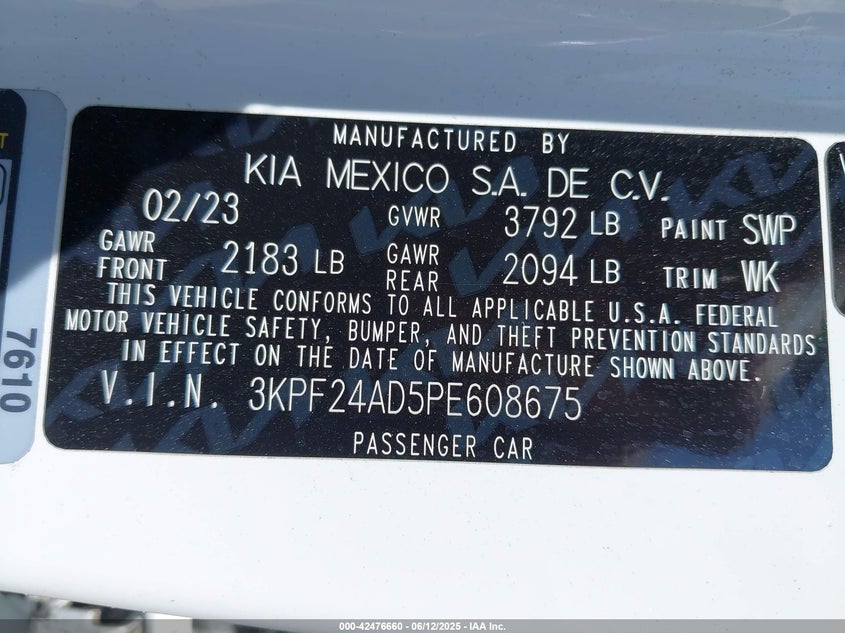 MANUFACTURED BY
KIA MEXICO S.A. DE C.V.
02/23 GVWR 3792 LB PAINT SWP
GAWR FRONT 2183 LB GAWR REAR 2094 LB TRIM WK
THIS VEHICLE CONFORMS TO ALL APPLICABLE U.S.A. FEDERAL
MOTOR VEHICLE SAFETY, BUMPER, AND THEFT PREVENTION STANDARDS
IN EFFECT ON THE DATE OF MANUFACTURE SHOWN ABOVE.
V.I.N. 3KPF24AD5PE608675
PASSENGER CAR
7610
000-42476660 - 06/12/2025 - IAA Inc.